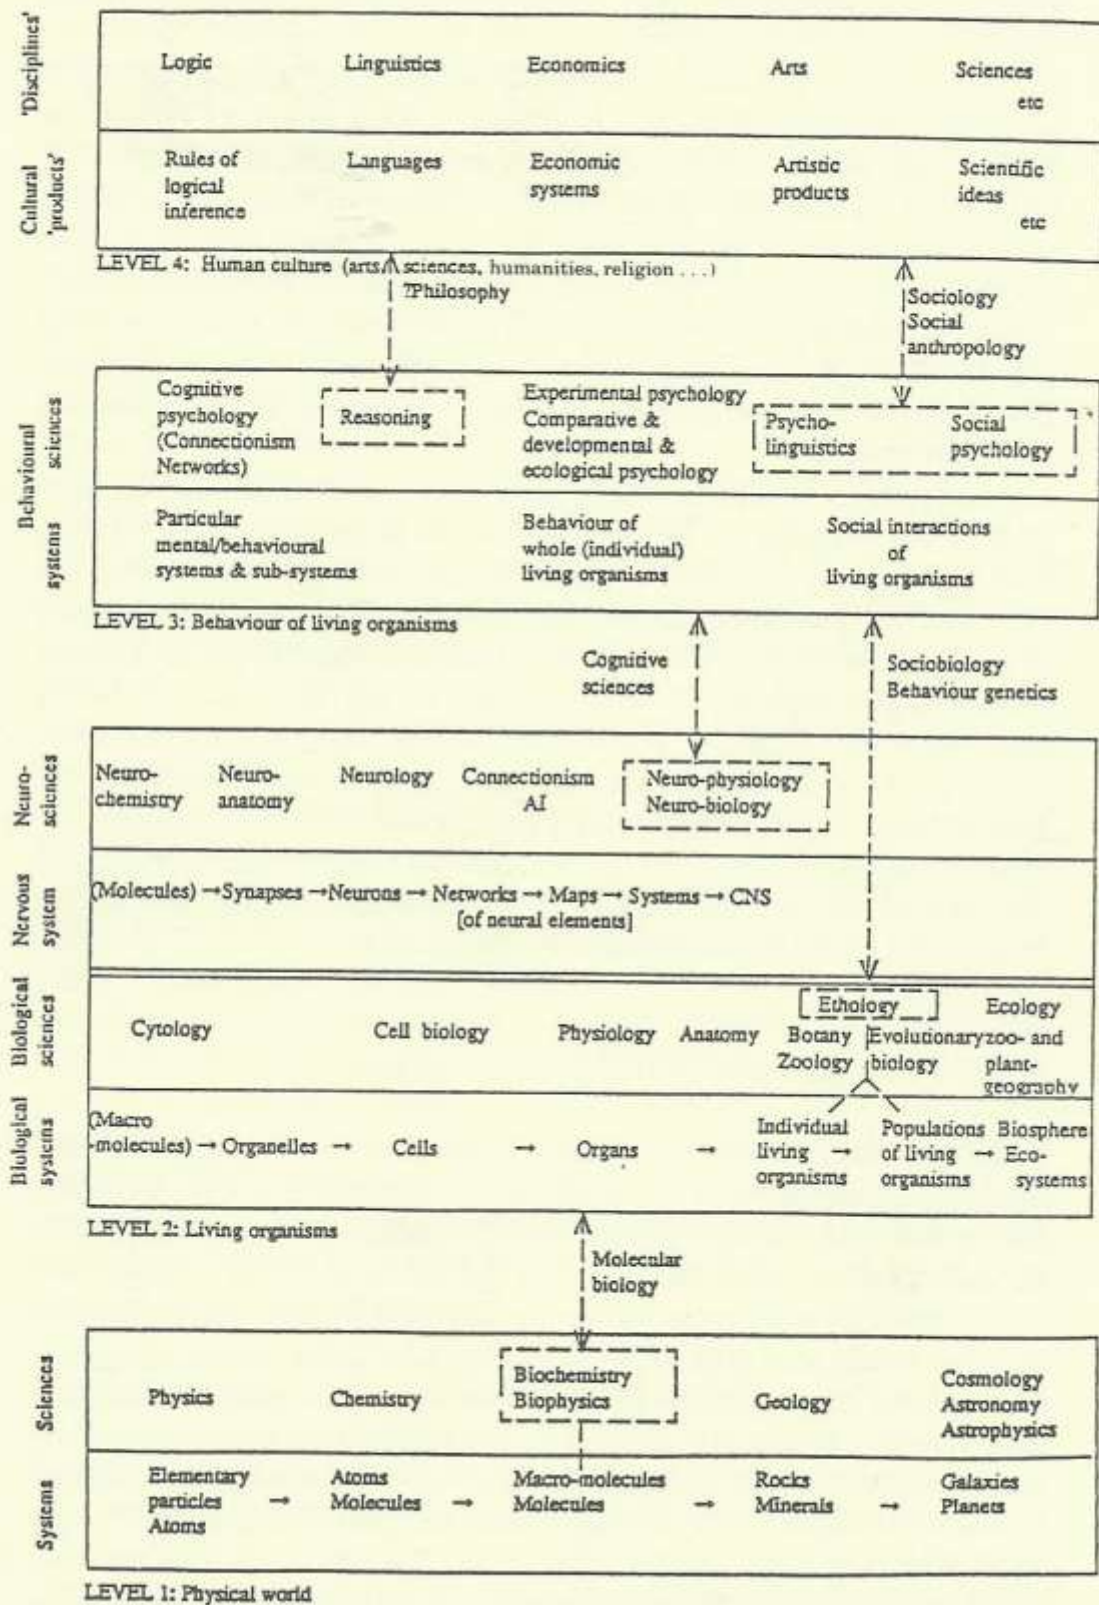 'Disciplines'
Logic Linguistics Economics Arts Sciences
etc
Cultural
'products'
Rules of
logical
inference
Languages
Economic
systems
Artistic
products
Scientific
ideas
etc
LEVEL 4: Human culture (arts, sciences, humanities, religion . . .)
?Philosophy
Sociology
Social
anthropology
Behavioural
sciences
Cognitive
psychology
(Connectionism
Networks)
Reasoning
Experimental psychology
Comparative &
developmental &
ecological psychology
Psycho-
linguistics
Social
psychology
systems
Particular
mental/behavioural
systems & sub-systems
Behaviour of
whole (individual)
living organisms
Social interactions
of
living organisms
LEVEL 3: Behaviour of living organisms
Cognitive
sciences
Sociobiology
Behaviour genetics
Neuro-
sciences
Neuro-
chemistry
Neuro-
anatomy
Neurology
Connectionism
AI
Neuro-physiology
Neuro-biology
Nervous
system
(Molecules) → Synapses → Neurons → Networks → Maps → Systems → CNS
[of neural elements]
Biological
sciences
Cytology
Cell biology
Physiology
Anatomy
Ethology
Botany
Zoology
Evolutionary
biology
Ecology
zoo- and
plant-
geography
Biological
systems
(Macro
-molecules) → Organelles → Cells → Organs →
Individual
living →
organisms
Populations
of living →
organisms
Biosphere
Eco-
systems
LEVEL 2: Living organisms
Molecular
biology
Sciences
Physics
Chemistry
Biochemistry
Biophysics
Geology
Cosmology
Astronomy
Astrophysics
Systems
Elementary
particles →
Atoms
Atoms
Molecules →
Macro-molecules
Molecules →
Rocks
Minerals →
Galaxies
Planets
LEVEL 1: Physical world